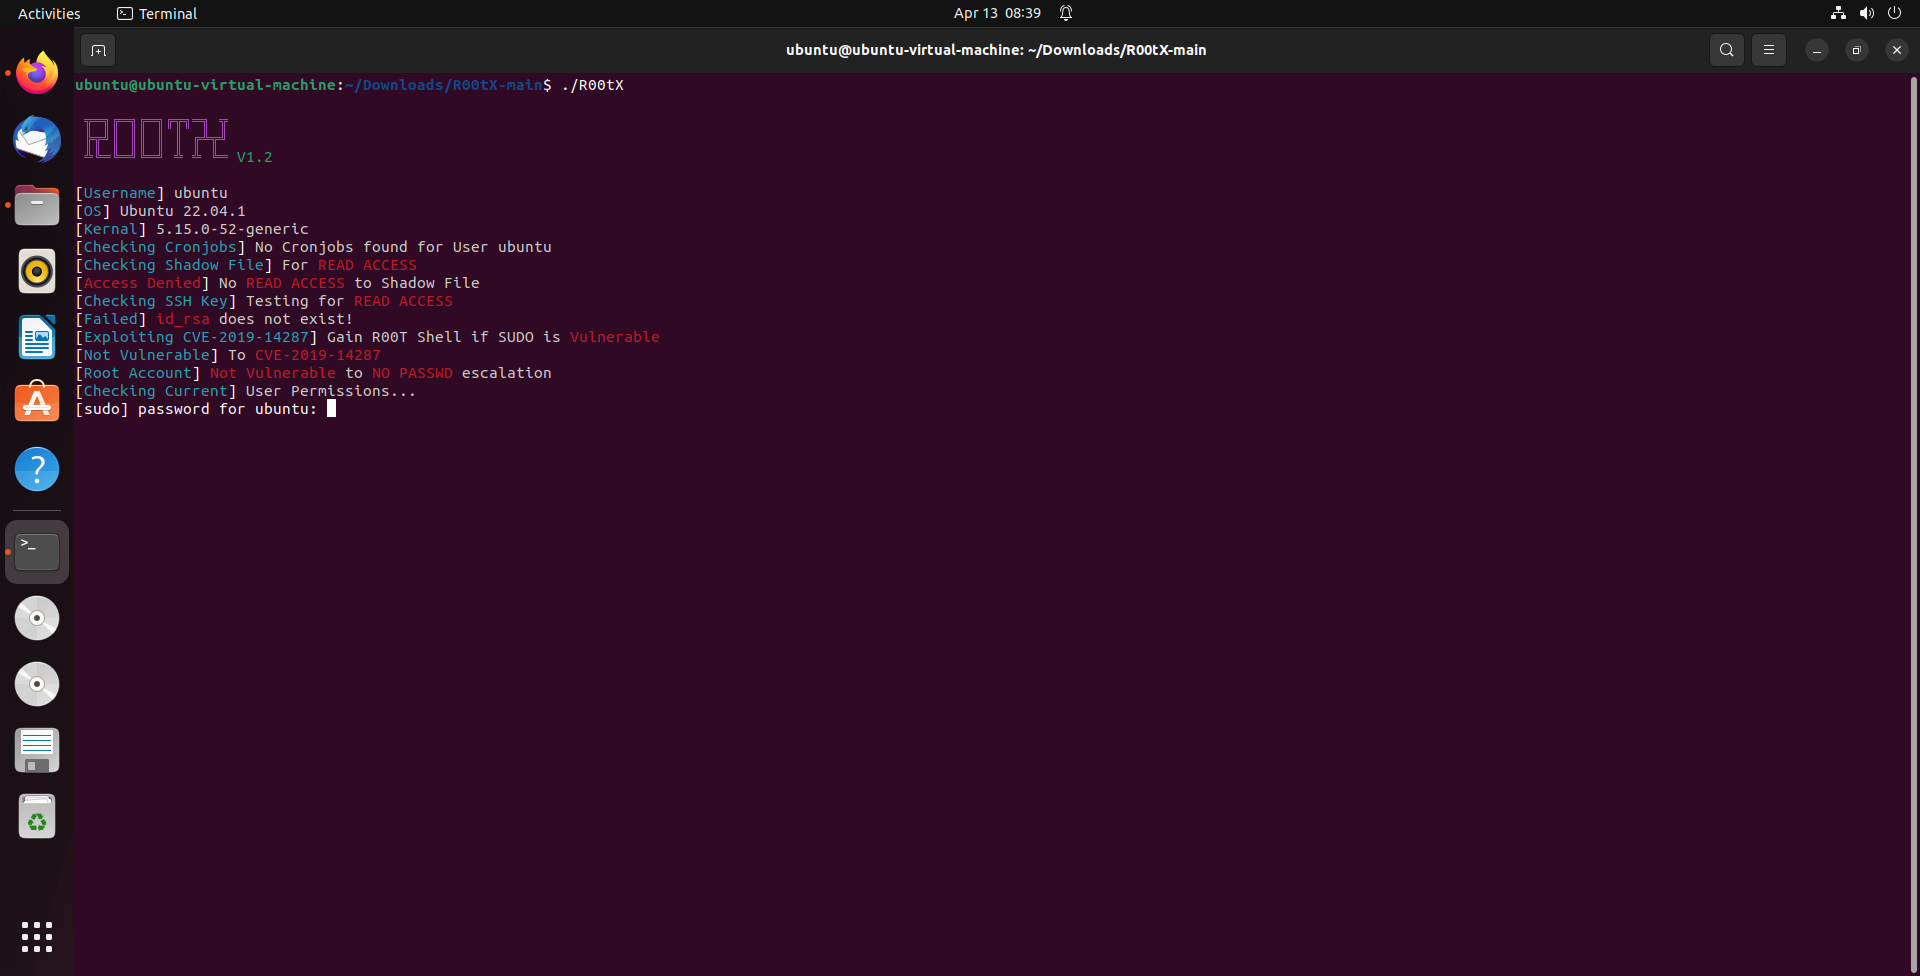 Activities Terminal Apr 13 08:39
ubuntu@ubuntu-virtual-machine: ~/Downloads/R00tX-main
ubuntu@ubuntu-virtual-machine:~/Downloads/R00tX-main$ ./R00tX
R00TX V1.2
[Username] ubuntu
[OS] Ubuntu 22.04.1
[Kernal] 5.15.0-52-generic
[Checking Cronjobs] No Cronjobs found for User ubuntu
[Checking Shadow File] For READ ACCESS
[Access Denied] No READ ACCESS to Shadow File
[Checking SSH Key] Testing for READ ACCESS
[Failed] id_rsa does not exist!
[Exploiting CVE-2019-14287] Gain R00T Shell if SUDO is Vulnerable
[Not Vulnerable] To CVE-2019-14287
[Root Account] Not Vulnerable to NO PASSWD escalation
[Checking Current] User Permissions...
[sudo] password for ubuntu: